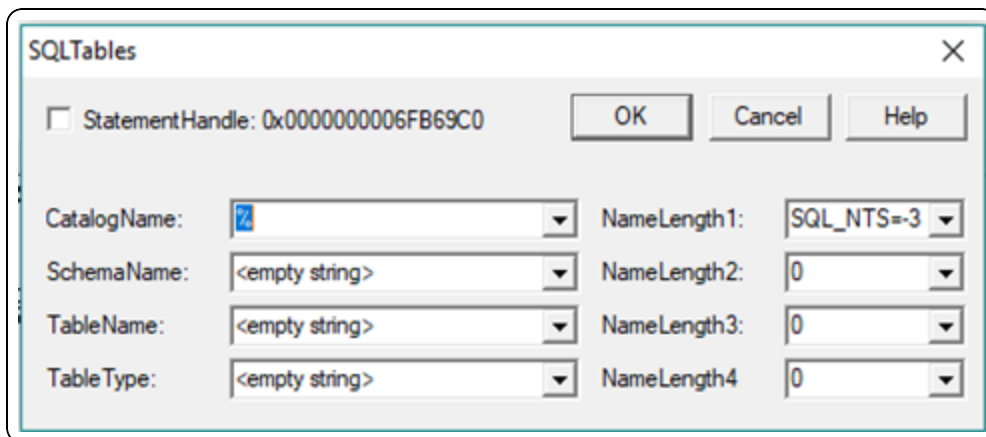 SQLTables
StatementHandle: 0x0000000006FB69C0 OK Cancel Help
CatalogName: % NameLength1: SQL_NTS=-3
SchemaName: <empty string> NameLength2: 0
TableName: <empty string> NameLength3: 0
TableType: <empty string> NameLength4 0